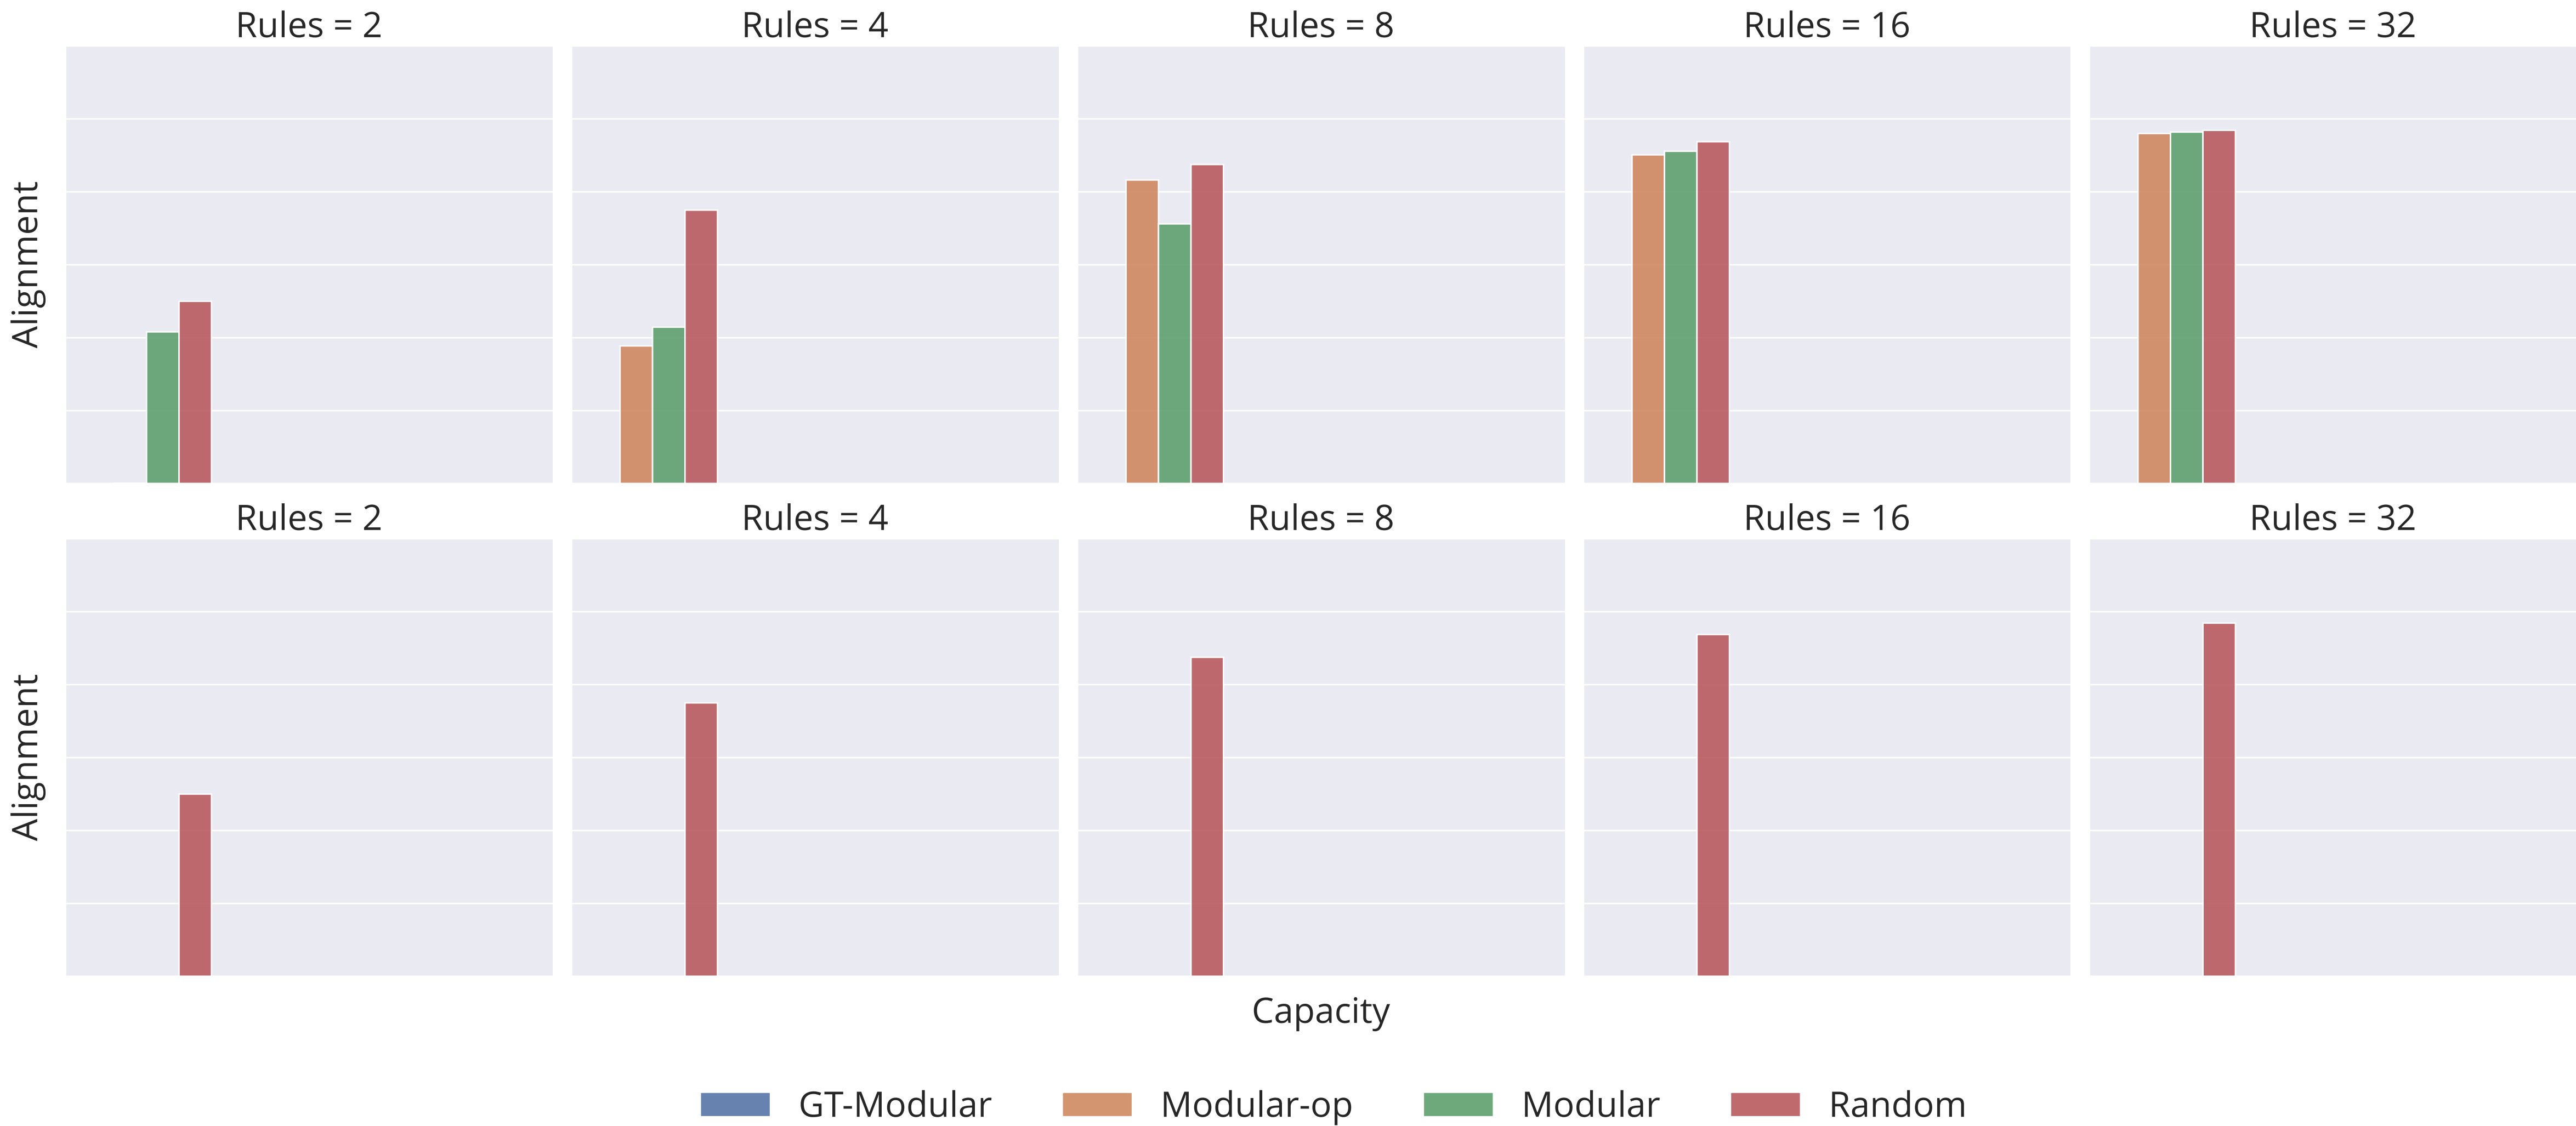 Rules = 2 Rules = 4 Rules = 8 Rules = 16 Rules = 32
Alignment
Rules = 2 Rules = 4 Rules = 8 Rules = 16 Rules = 32
Alignment
Capacity
GT-Modular Modular-op Modular Random